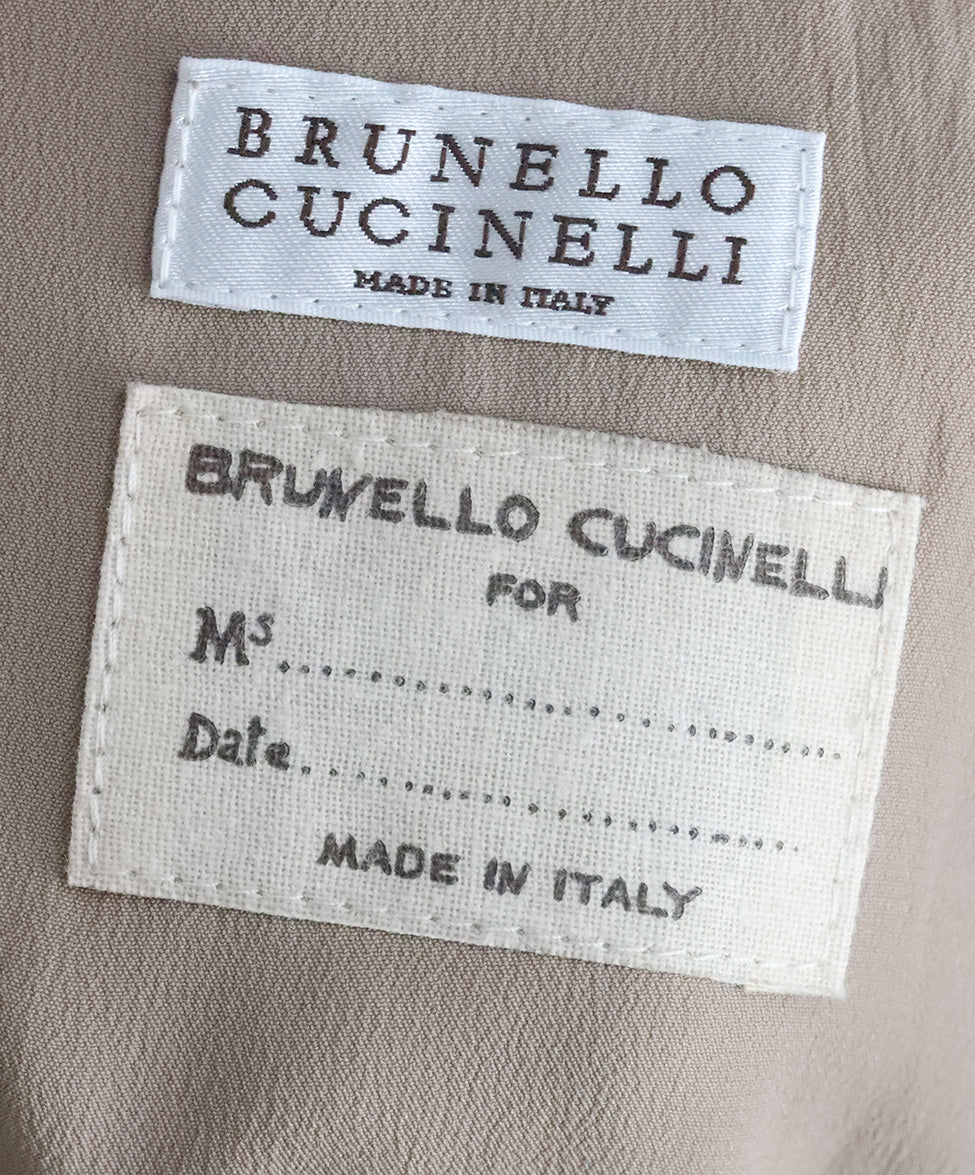 BRUNELLO
CUCINELLI
MADE IN ITALY
BRUNELLO CUCINELLI
FOR
Ms..............................
Date..............................
MADE IN ITALY